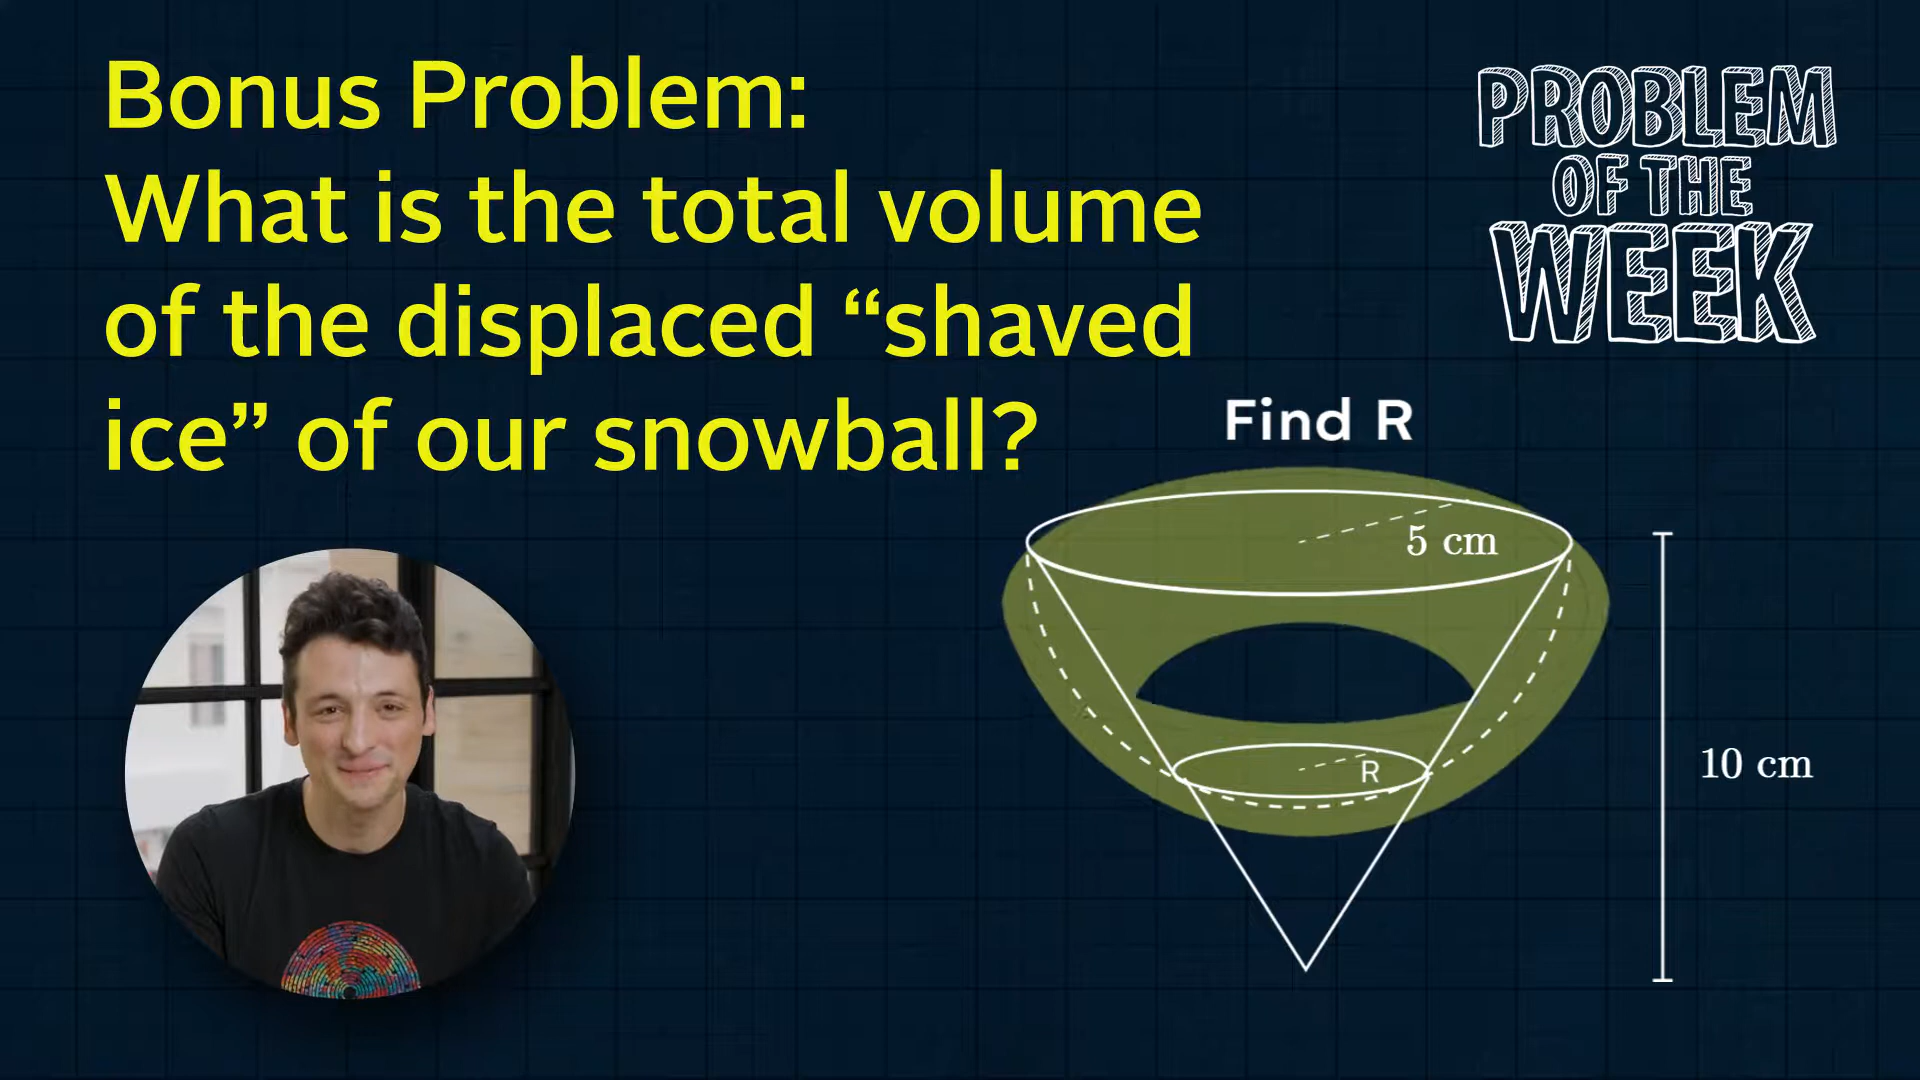 Bonus Problem:
What is the total volume
of the displaced “shaved
ice” of our snowball?
PROBLEM
OF THE
WEEK
Find R
5 cm
R
10 cm